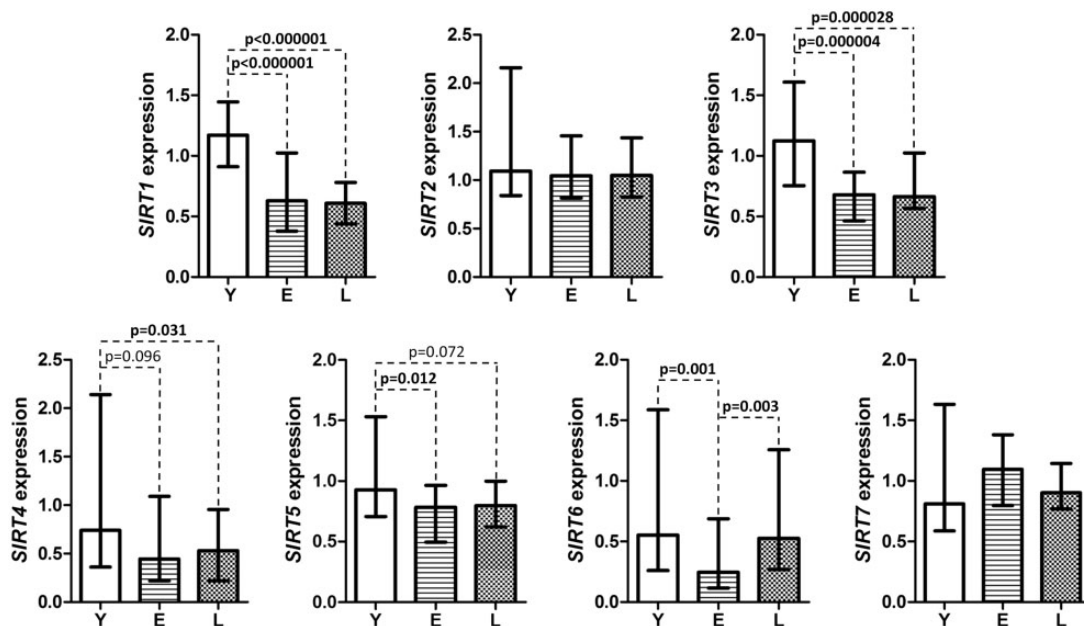 p<0.000001
p<0.000001
SIRT1 expression
2.0
1.5
1.0
0.5
0.0
Y E L
SIRT2 expression
2.5
2.0
1.5
1.0
0.5
0.0
Y E L
p=0.000028
p=0.000004
SIRT3 expression
2.0
1.5
1.0
0.5
0.0
Y E L
p=0.031
p=0.096
SIRT4 expression
2.5
2.0
1.5
1.0
0.5
0.0
Y E L
p=0.072
p=0.012
SIRT5 expression
2.0
1.5
1.0
0.5
0.0
Y E L
p=0.001
p=0.003
SIRT6 expression
2.0
1.5
1.0
0.5
0.0
Y E L
SIRT7 expression
2.0
1.5
1.0
0.5
0.0
Y E L